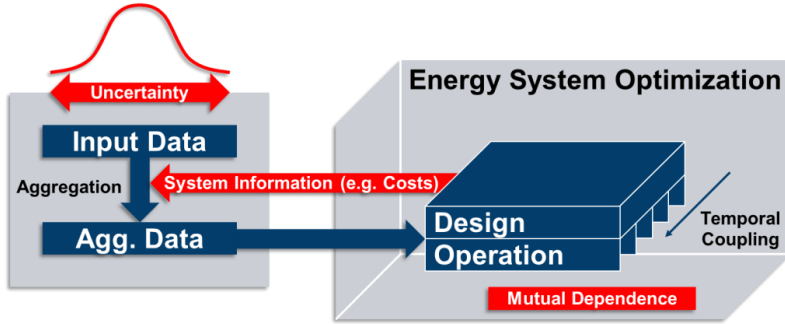 Uncertainty
Input Data
Aggregation
Agg. Data
System Information (e.g. Costs)
Energy System Optimization
Design
Operation
Temporal
Coupling
Mutual Dependence